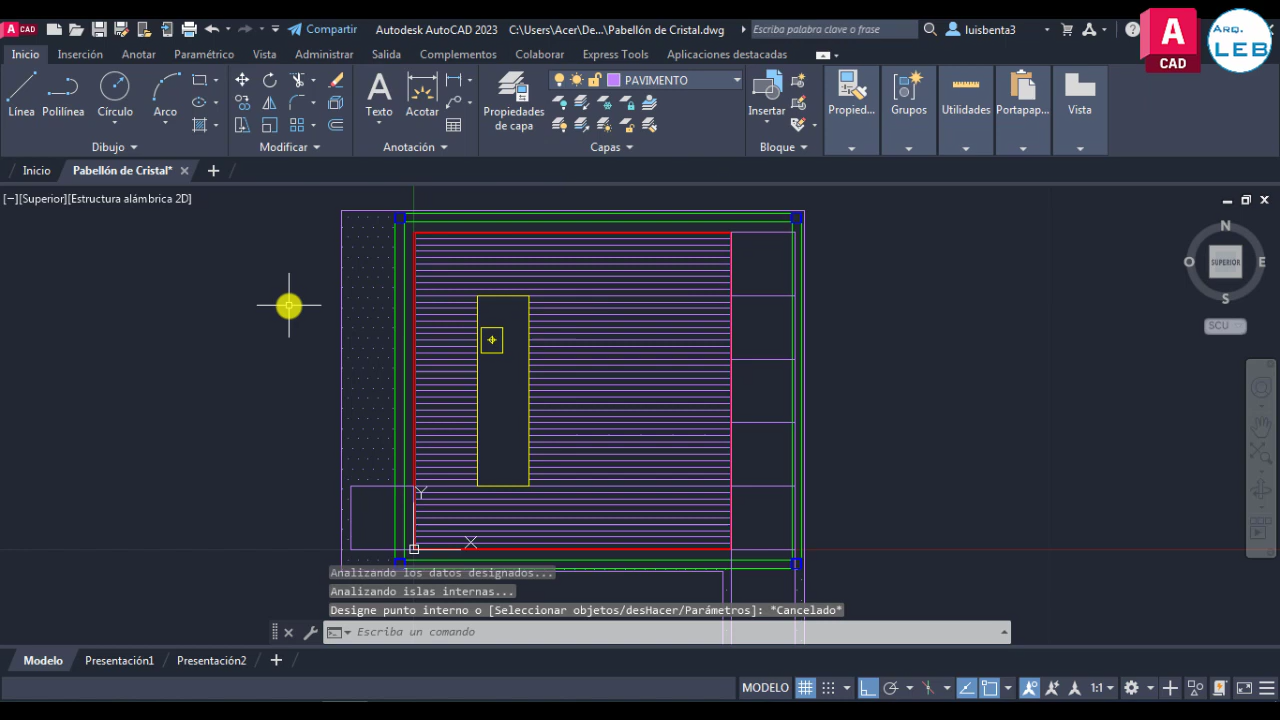 A CAD
Compartir
Autodesk AutoCAD 2023
C:\Users\Acer\De...\Pabellón de Cristal.dwg
Escriba palabra clave o frase
luisbenta3
A
CAD
ARQ.
LEB
Inicio
Inserción
Anotar
Paramétrico
Vista
Administrar
Salida
Complementos
Colaborar
Express Tools
Aplicaciones destacadas
PAVIMENTO
Línea
Polilínea
Círculo
Arco
A
Texto
Acotar
Propiedades
de capa
Insertar
Propied...
Grupos
Utilidades
Portapap...
Vista
Dibujo
Modificar
Anotación
Capas
Bloque
Inicio
Pabellón de Cristal*
[−][Superior][Estructura alámbrica 2D]
N
O
SUPERIOR
E
S
SCU
Y
X
Analizando los datos designados...
Analizando islas internas...
Designe punto interno o [Seleccionar objetos/desHacer/Parámetros]: *Cancelado*
Escriba un comando
Modelo
Presentación1
Presentación2
MODELO
1:1